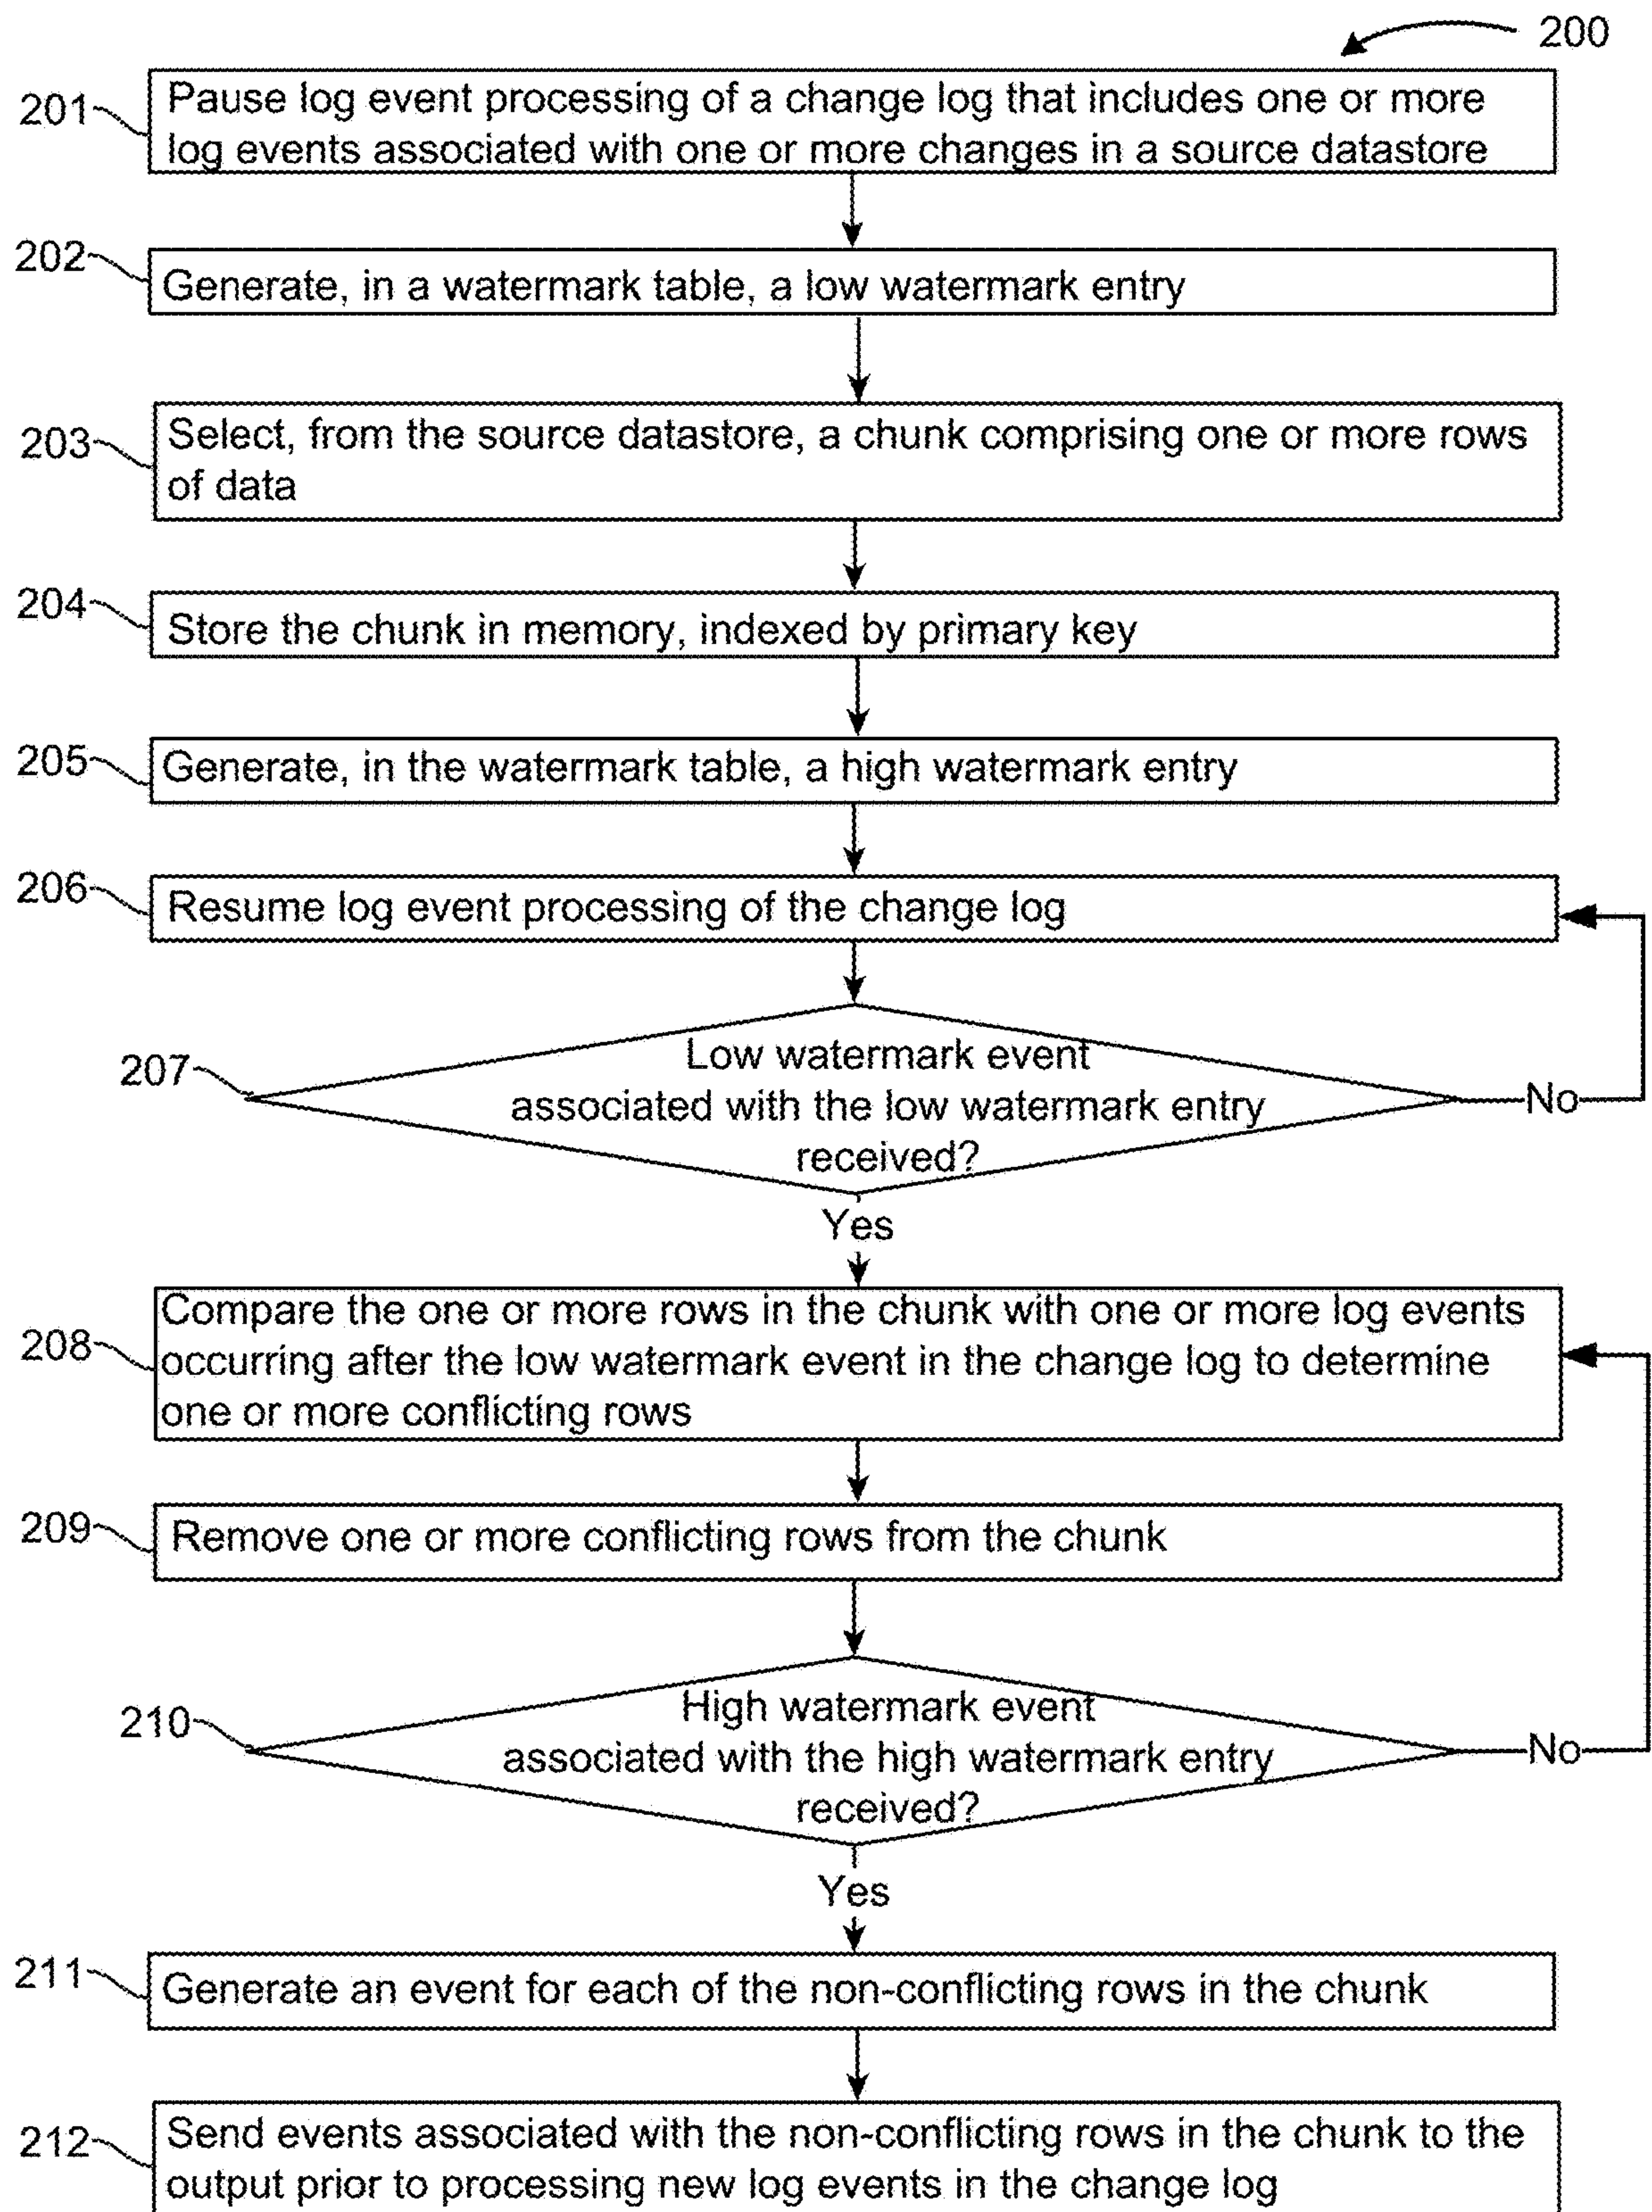 200
201
Pause log event processing of a change log that includes one or more
log events associated with one or more changes in a source datastore
202
Generate, in a watermark table, a low watermark entry
203
Select, from the source datastore, a chunk comprising one or more rows
of data
204
Store the chunk in memory, indexed by primary key
205
Generate, in the watermark table, a high watermark entry
206
Resume log event processing of the change log
207
Low watermark event
associated with the low watermark entry
received?
No
Yes
208
Compare the one or more rows in the chunk with one or more log events
occurring after the low watermark event in the change log to determine
one or more conflicting rows
209
Remove one or more conflicting rows from the chunk
210
High watermark event
associated with the high watermark entry
received?
No
Yes
211
Generate an event for each of the non-conflicting rows in the chunk
212
Send events associated with the non-conflicting rows in the chunk to the
output prior to processing new log events in the change log